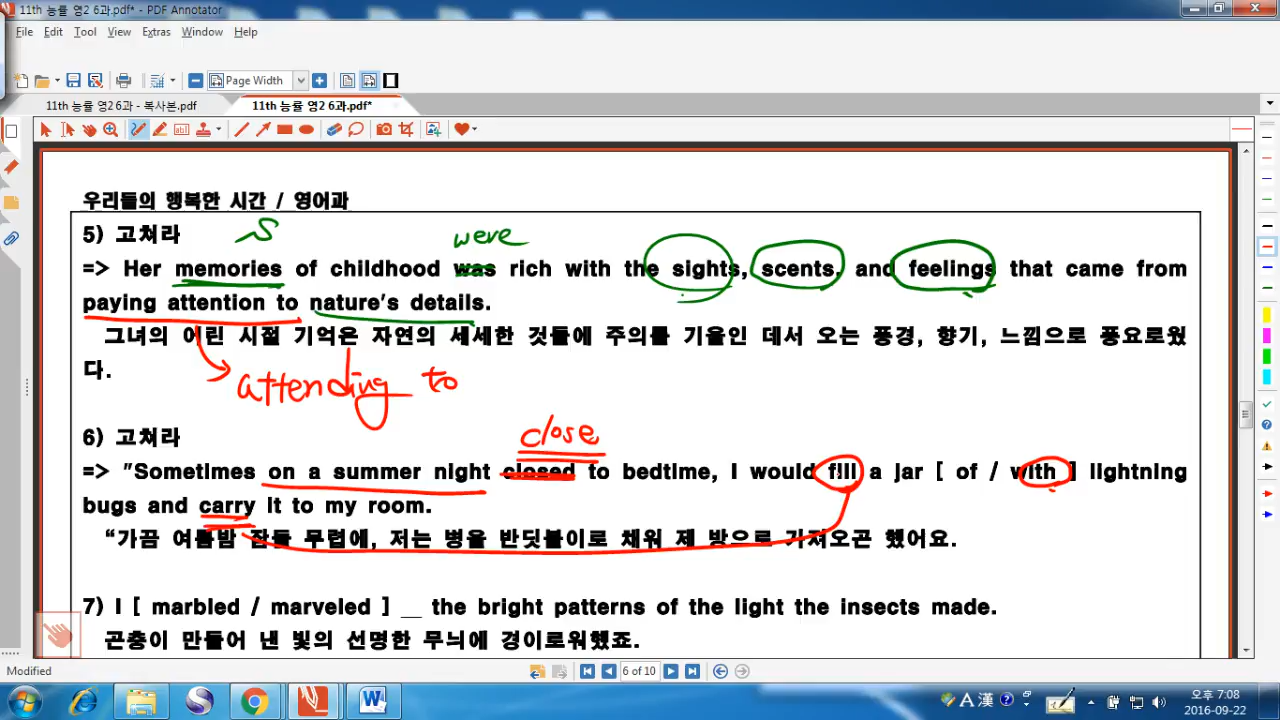 11th 능률 영2 6과.pdf* - PDF Annotator
File Edit Tool View Extras Window Help
Page Width
11th 능률 영2 6과 - 복사본.pdf 11th 능률 영2 6과.pdf*
우리들의 행복한 시간 / 영어과
5) 고쳐라
S were
=> Her memories of childhood was rich with the sights, scents, and feelings that came from
paying attention to nature's details.
그녀의 어린 시절 기억은 자연의 세세한 것들에 주의를 기울인 데서 오는 풍경, 향기, 느낌으로 풍요로웠
다.
attending to
6) 고쳐라
close
=> "Sometimes on a summer night closed to bedtime, I would fill a jar [ of / with ] lightning
bugs and carry it to my room.
“가끔 여름밤 잠들 무렵에, 저는 병을 반딧불이로 채워 제 방으로 가져오곤 했어요.
7) I [ marbled / marveled ] __ the bright patterns of the light the insects made.
곤충이 만들어 낸 빛의 선명한 무늬에 경이로워했죠.
Modified
6 of 10
A 漢
오후 7:08
2016-09-22